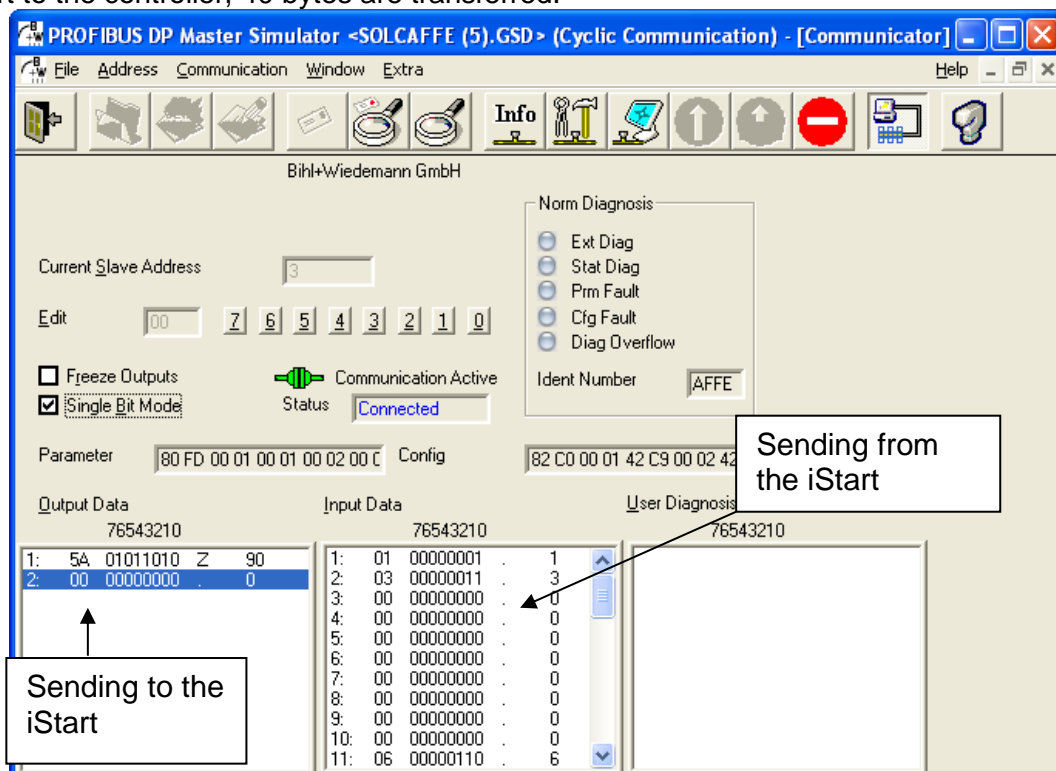 t to the controller, 40 bytes are transferred.
PROFIBUS DP Master Simulator <SOLCAFFE (5).GSD> (Cyclic Communication) - [Communicator]
File Address Communication Window Extra Help
Info
Bihl+Wiedemann GmbH
Norm Diagnosis
Ext Diag
Current Slave Address 3 Stat Diag
Prm Fault
Edit 00 7 6 5 4 3 2 1 0 Cfg Fault
Diag Overflow
Freeze Outputs Communication Active Ident Number AFFE
Single Bit Mode Status Connected
Sending from
the iStart
Parameter 80 FD 00 01 00 01 00 02 00 Config 82 C0 00 01 42 C9 00 02 42
Output Data Input Data User Diagnosis
76543210 76543210 76543210
1: 5A 01011010 Z 90
2: 00 00000000 . 0
1: 01 00000001 . 1
2: 03 00000011 . 3
3: 00 00000000 . 0
4: 00 00000000 . 0
5: 00 00000000 . 0
6: 00 00000000 . 0
7: 00 00000000 . 0
8: 00 00000000 . 0
9: 00 00000000 . 0
10: 00 00000000 . 0
11: 06 00000110 . 6
Sending to the
iStart